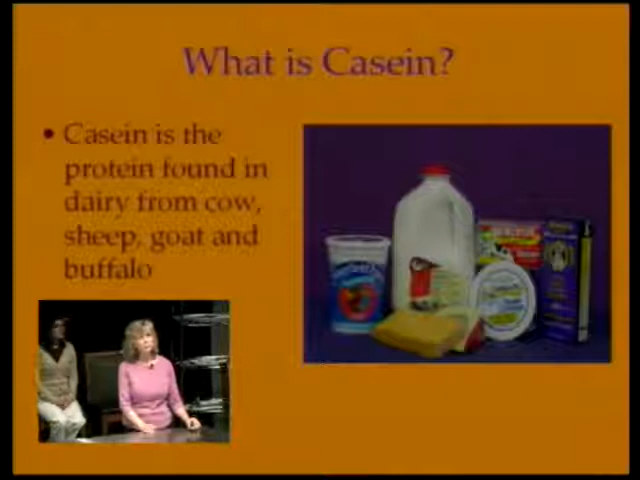 What is Casein?
• Casein is the
protein found in
dairy from cow,
sheep, goat and
buffalo